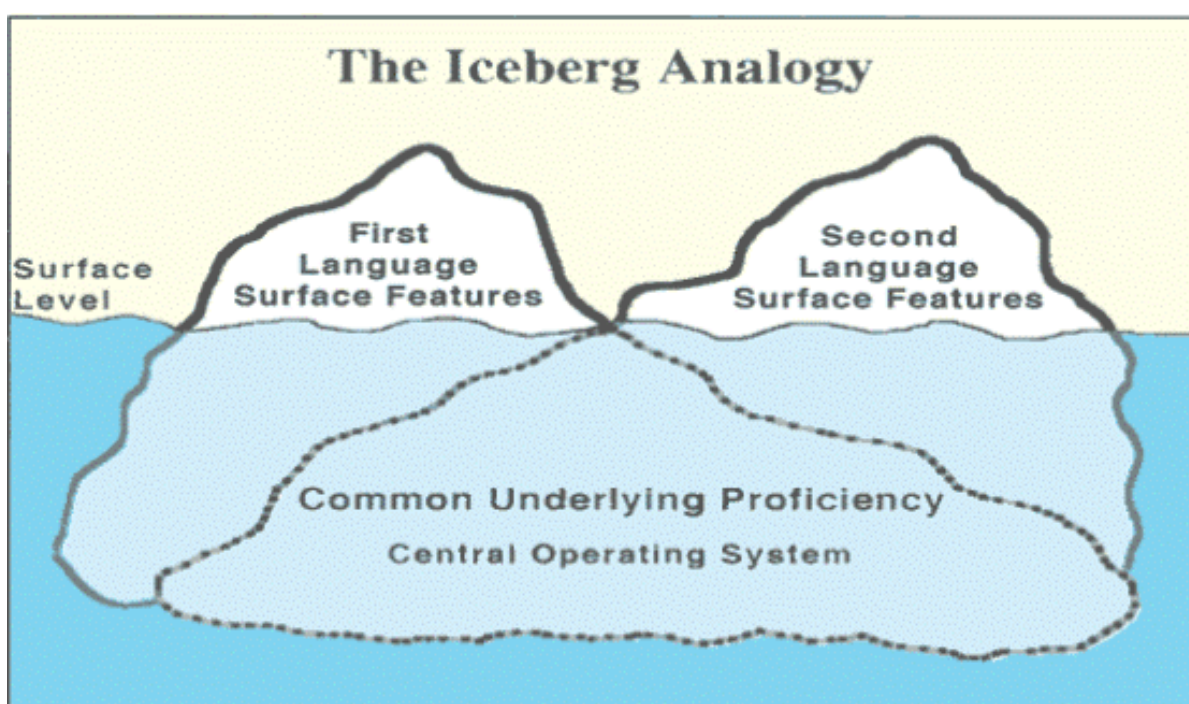 The Iceberg Analogy
First
Language
Surface Features
Second
Language
Surface Features
Surface
Level
Common Underlying Proficiency
Central Operating System